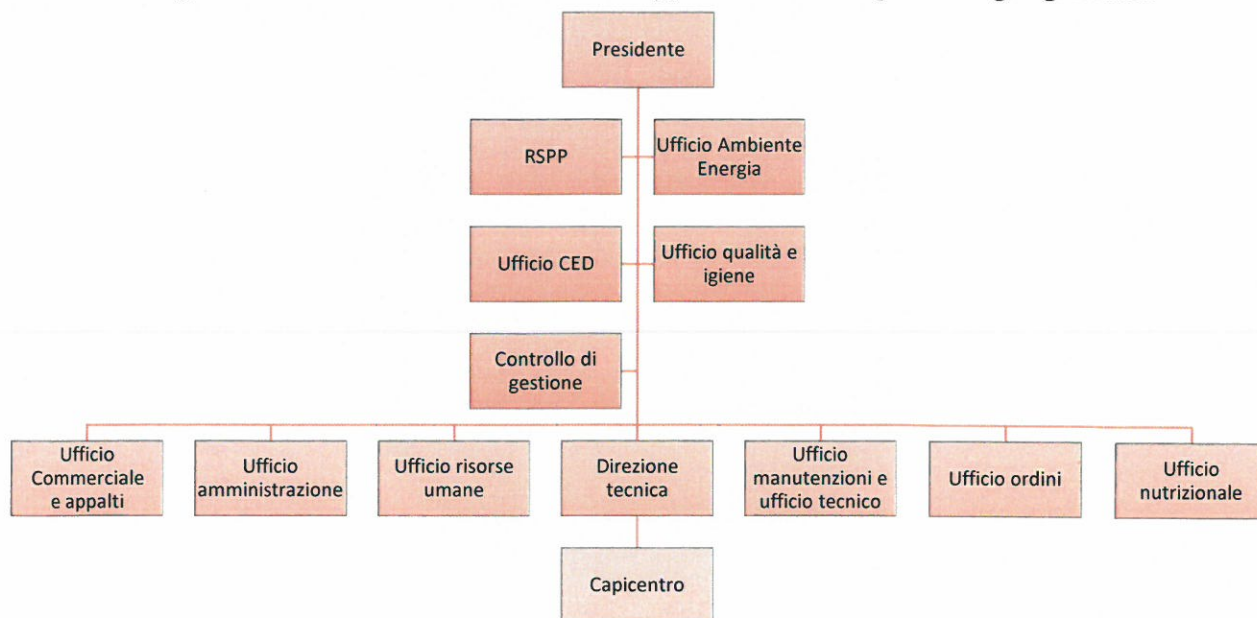 Presidente
RSPP
Ufficio Ambiente
Energia
Ufficio CED
Ufficio qualità e
igiene
Controllo di
gestione
Ufficio
Commerciale
e appalti
Ufficio
amministrazione
Ufficio risorse
umane
Direzione
tecnica
Ufficio
manutenzioni e
ufficio tecnico
Ufficio ordini
Ufficio
nutrizionale
Capicentro